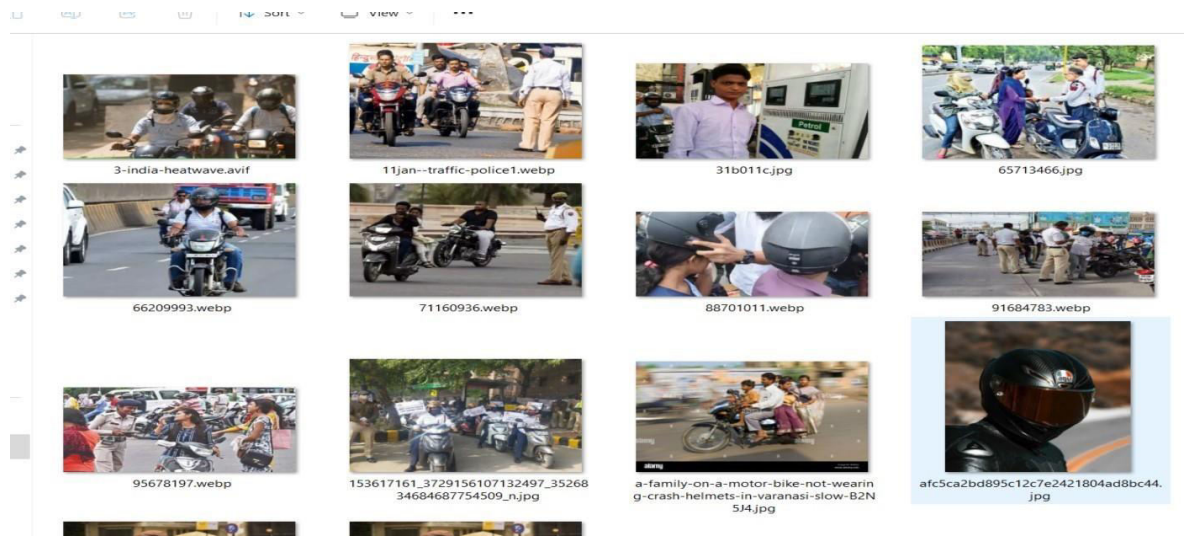 Sort
View
3-india-heatwave.avif
11jan--traffic-police1.webp
Petrol
31b011c.jpg
65713466.jpg
66209993.webp
71160936.webp
88701011.webp
91684783.webp
95678197.webp
153617161_3729156107132497_35268
34684687754509_n.jpg
alamy
a-family-on-a-motor-bike-not-wearin
g-crash-helmets-in-varanasi-slow-B2N
5J4.jpg
afc5ca2bd895c12c7e2421804ad8bc44.
jpg